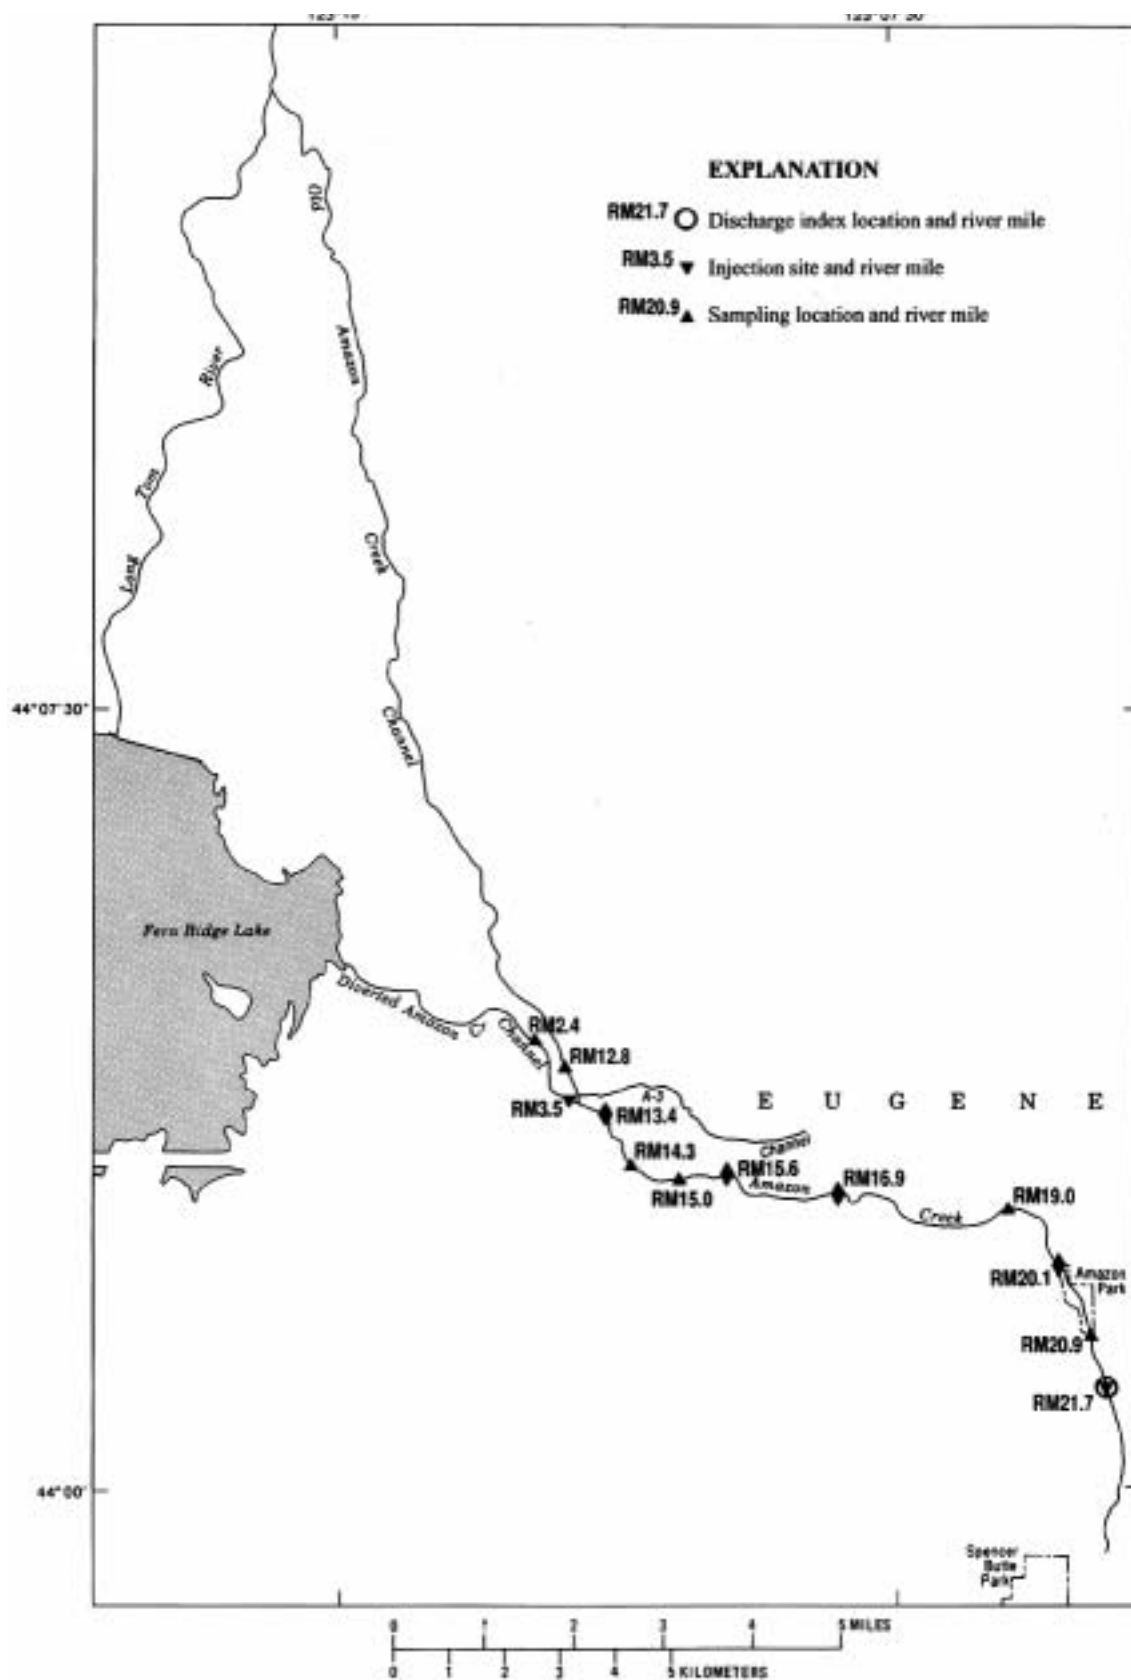 EXPLANATION
RM21.7 Discharge index location and river mile
RM3.5 Injection site and river mile
RM20.9 Sampling location and river mile
Old
Amazon
Creek
Channel
Long
Tom
River
44°07'30"
Fern Ridge Lake
Diverted Amazon
Channel
RM2.4
RM12.8
A-3
Channel
EUGENE
RM3.5
RM13.4
RM14.3
RM15.0
RM15.6
Amazon
RM16.9
Creek
RM19.0
RM20.1
Amazon
Park
RM20.9
RM21.7
44°00'
Spencer
Butte
Park
0 1 2 3 4 5 MILES
0 1 2 3 4 5 KILOMETERS